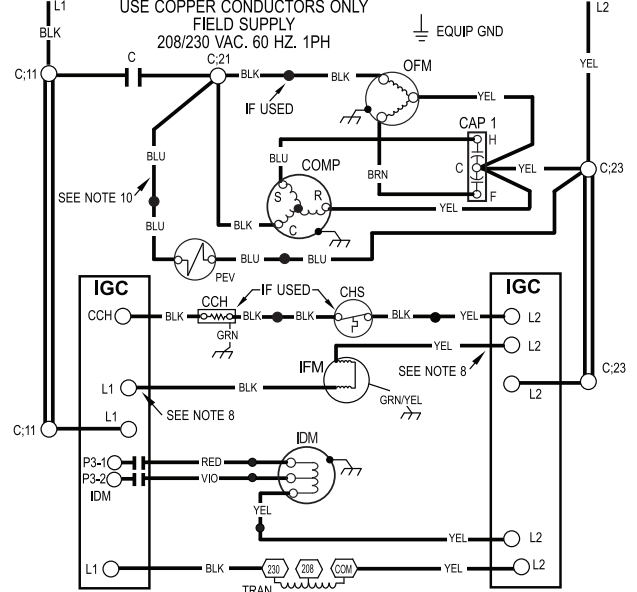 L1
USE COPPER CONDUCTORS ONLY
L2
FIELD SUPPLY
BLK
208/230 VAC. 60 HZ. 1PH
EQUIP GND
C
C;21
OFM
YEL
C;11
BLK
BLK
IF USED
YEL
CAP 1
H
BLU
BLU
COMP
BRN
C
YEL
C;23
SEE NOTE 10
S
R
F
YEL
BLU
BLK
C
BLU
BLU
PEV
IGC
IGC
IF USED
CCH
CHS
CCH
BLK
BLK
BLK
BLK
YEL
L2
GRN
YEL
L2
IFM
SEE NOTE 8
L1
BLK
C;23
L2
GRN/YEL
SEE NOTE 8
L1
C;11
IDM
P3-1
RED
P3-2
VIO
IDM
YEL
YEL
L2
L1
BLK
230
208
COM
YEL
L2
TRAN